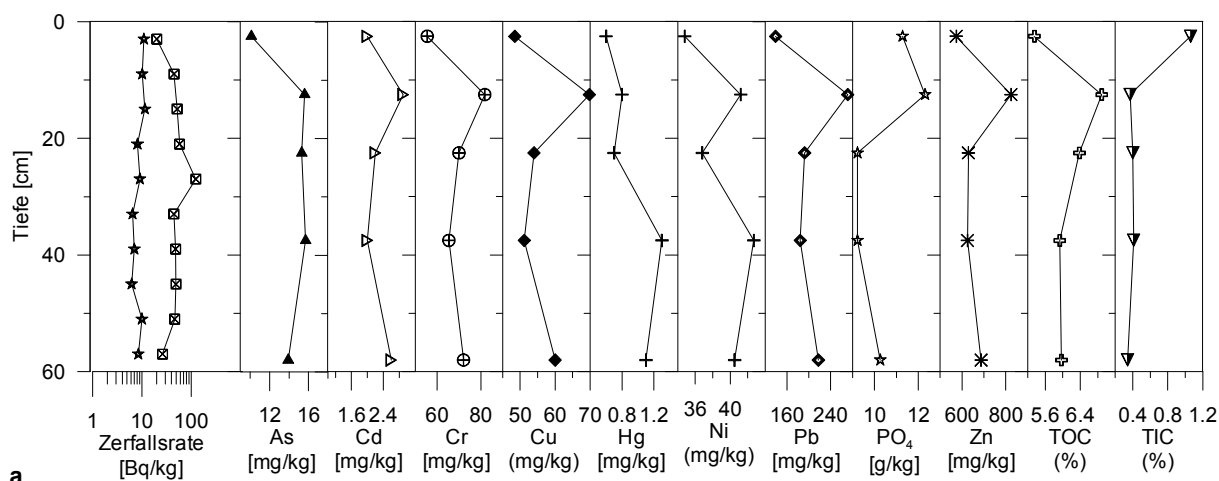 0
20
40
60
Tiefe [cm]
1 10 100
Zerfallsrate
[Bq/kg]
12 16
As
[mg/kg]
1.6 2.4
Cd
[mg/kg]
60 80
Cr
[mg/kg]
50 60 70
Cu
(mg/kg)
0.8 1.2
Hg
[mg/kg]
36 40
Ni
(mg/kg)
160 240
Pb
[mg/kg]
10 12
PO4
[g/kg]
600 800
Zn
[mg/kg]
5.6 6.4
TOC
(%)
0.4 0.8 1.2
TIC
(%)
a